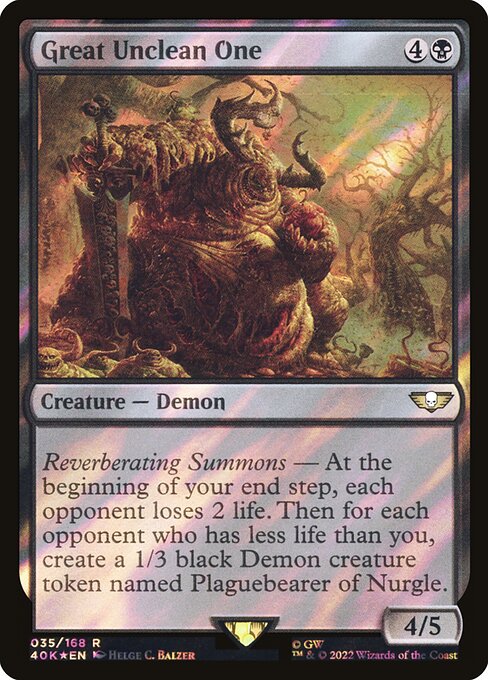 Great Unclean One 4
Creature — Demon
Reverberating Summons — At the
beginning of your end step, each
opponent loses 2 life. Then for each
opponent who has less life than you,
create a 1/3 black Demon creature
token named Plaguebearer of Nurgle.
4/5
035/168 R
40K★EN Helge C. Balzer
© GW
™ & © 2022 Wizards of the Coast